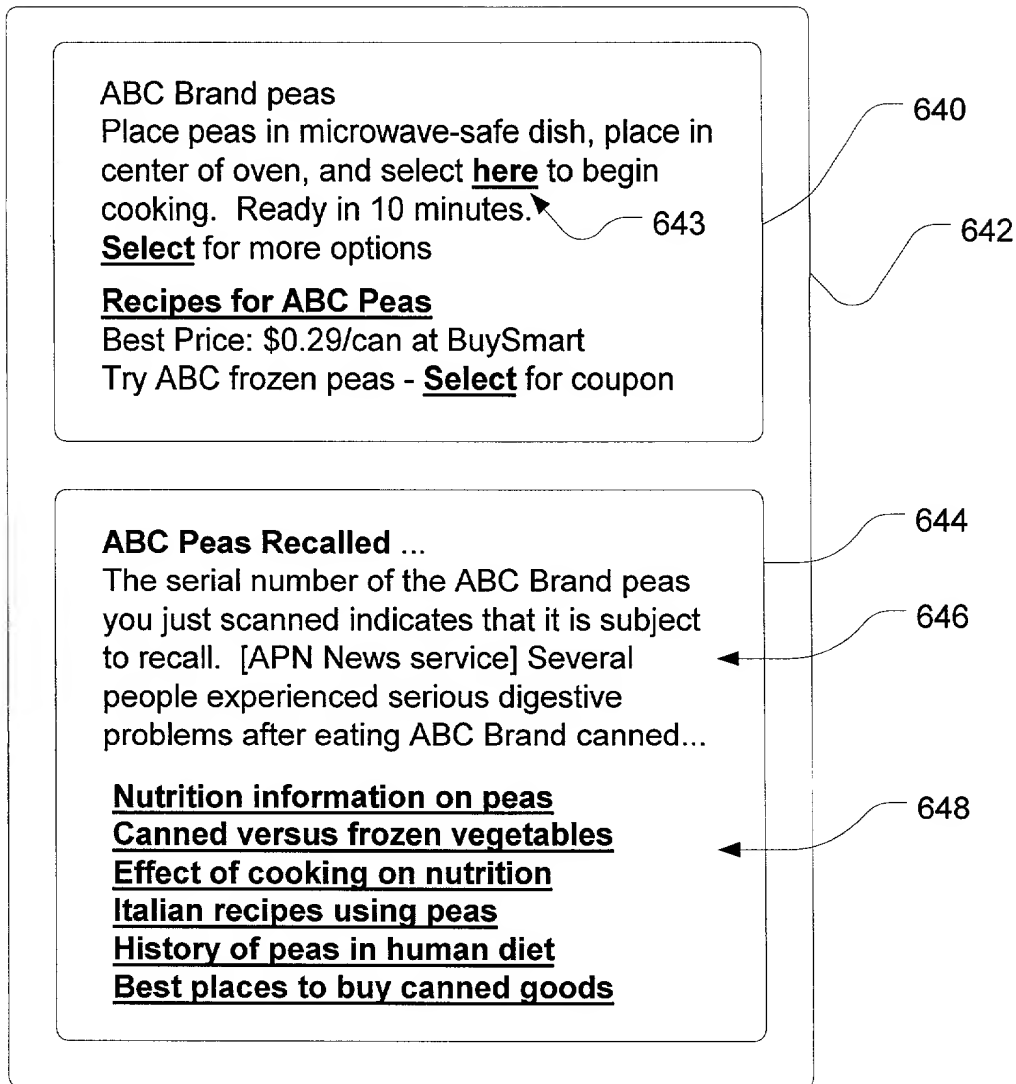 ABC Brand peas
Place peas in microwave-safe dish, place in
center of oven, and select here to begin
cooking. Ready in 10 minutes.
Select for more options
Recipes for ABC Peas
Best Price: $0.29/can at BuySmart
Try ABC frozen peas - Select for coupon
640
643
642
ABC Peas Recalled ...
The serial number of the ABC Brand peas
you just scanned indicates that it is subject
to recall. [APN News service] Several
people experienced serious digestive
problems after eating ABC Brand canned...
644
646
Nutrition information on peas
Canned versus frozen vegetables
Effect of cooking on nutrition
Italian recipes using peas
History of peas in human diet
Best places to buy canned goods
648